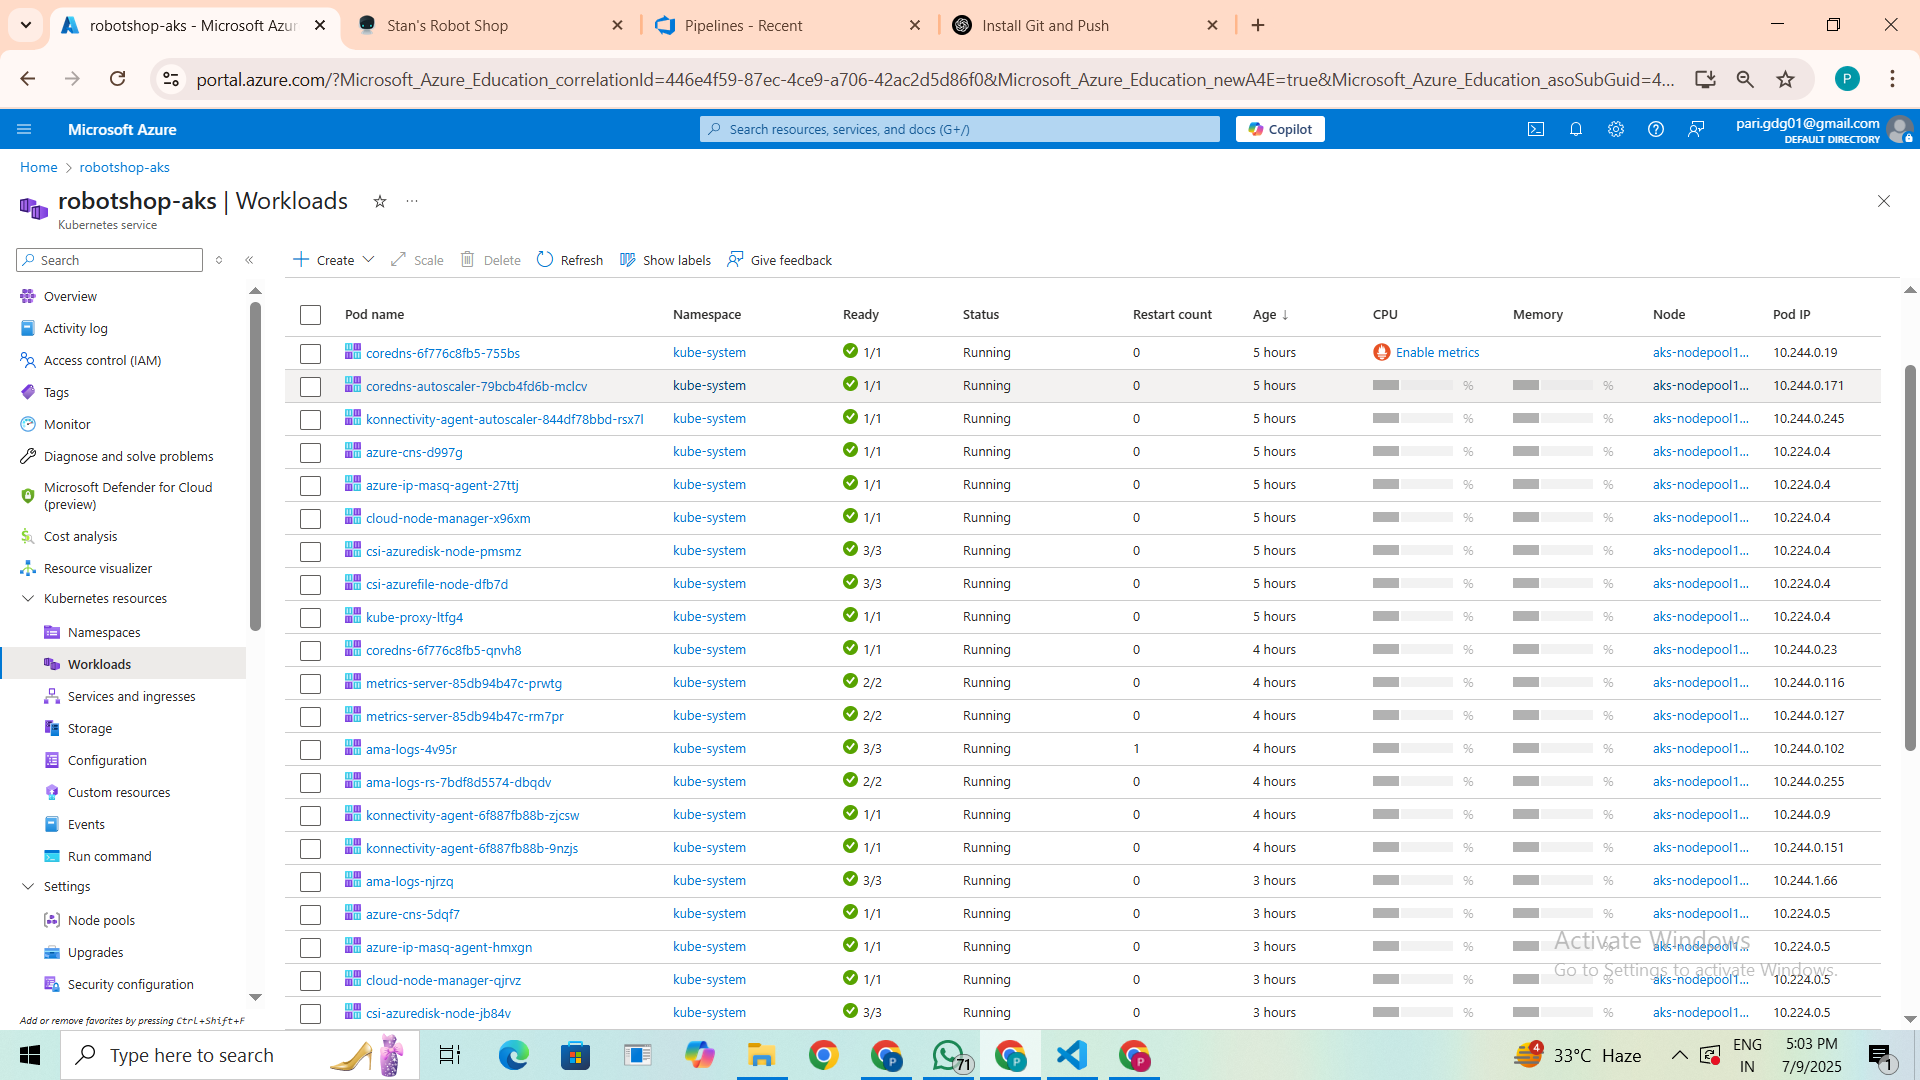 robotshop-aks - Microsoft Azur
Stan's Robot Shop
Pipelines - Recent
Install Git and Push
portal.azure.com/?Microsoft_Azure_Education_correlationId=446e4f59-87ec-4ce9-a706-42ac2d5d86f0&Microsoft_Azure_Education_newA4E=true&Microsoft_Azure_Education_asoSubGuid=4...
P
Microsoft Azure
Search resources, services, and docs (G+/)
Copilot
pari.gdg01@gmail.com
DEFAULT DIRECTORY
Home > robotshop-aks
robotshop-aks | Workloads
Kubernetes service
Search
Overview
Activity log
Access control (IAM)
Tags
Monitor
Diagnose and solve problems
Microsoft Defender for Cloud
(preview)
Cost analysis
Resource visualizer
Kubernetes resources
Namespaces
Workloads
Services and ingresses
Storage
Configuration
Custom resources
Events
Run command
Settings
Node pools
Upgrades
Security configuration
Add or remove favorites by pressing Ctrl+Shift+F
Create Scale Delete Refresh Show labels Give feedback
Pod name Namespace Ready Status Restart count Age ↓ CPU Memory Node Pod IP
coredns-6f776c8fb5-755bs kube-system 1/1 Running 0 5 hours Enable metrics aks-nodepool1... 10.244.0.19
coredns-autoscaler-79bcb4fd6b-mclcv kube-system 1/1 Running 0 5 hours % % aks-nodepool1... 10.244.0.171
konnectivity-agent-autoscaler-844df78bbd-rsx7l kube-system 1/1 Running 0 5 hours % % aks-nodepool1... 10.244.0.245
azure-cns-d997g kube-system 1/1 Running 0 5 hours % % aks-nodepool1... 10.224.0.4
azure-ip-masq-agent-27ttj kube-system 1/1 Running 0 5 hours % % aks-nodepool1... 10.224.0.4
cloud-node-manager-x96xm kube-system 1/1 Running 0 5 hours % % aks-nodepool1... 10.224.0.4
csi-azuredisk-node-pmsmz kube-system 3/3 Running 0 5 hours % % aks-nodepool1... 10.224.0.4
csi-azurefile-node-dfb7d kube-system 3/3 Running 0 5 hours % % aks-nodepool1... 10.224.0.4
kube-proxy-ltfg4 kube-system 1/1 Running 0 5 hours % % aks-nodepool1... 10.224.0.4
coredns-6f776c8fb5-qnvh8 kube-system 1/1 Running 0 4 hours % % aks-nodepool1... 10.244.0.23
metrics-server-85db94b47c-prwtg kube-system 2/2 Running 0 4 hours % % aks-nodepool1... 10.244.0.116
metrics-server-85db94b47c-rm7pr kube-system 2/2 Running 0 4 hours % % aks-nodepool1... 10.244.0.127
ama-logs-4v95r kube-system 3/3 Running 1 4 hours % % aks-nodepool1... 10.244.0.102
ama-logs-rs-7bdf8d5574-dbqdv kube-system 2/2 Running 0 4 hours % % aks-nodepool1... 10.244.0.255
konnectivity-agent-6f887fb88b-zjcsw kube-system 1/1 Running 0 4 hours % % aks-nodepool1... 10.244.0.9
konnectivity-agent-6f887fb88b-9nzjs kube-system 1/1 Running 0 4 hours % % aks-nodepool1... 10.244.0.151
ama-logs-njrzq kube-system 3/3 Running 0 3 hours % % aks-nodepool1... 10.244.1.66
azure-cns-5dqf7 kube-system 1/1 Running 0 3 hours % % aks-nodepool1... 10.224.0.5
azure-ip-masq-agent-hmxgn kube-system 1/1 Running 0 3 hours % % aks-nodepool1... 10.224.0.5
cloud-node-manager-qjrvz kube-system 1/1 Running 0 3 hours % % aks-nodepool1... 10.224.0.5
csi-azuredisk-node-jb84v kube-system 3/3 Running 0 3 hours % % aks-nodepool1... 10.224.0.5
Activate Windows
Go to Settings to activate Windows.
Type here to search
71
4
33°C Haze
ENG
IN
5:03 PM
7/9/2025
1